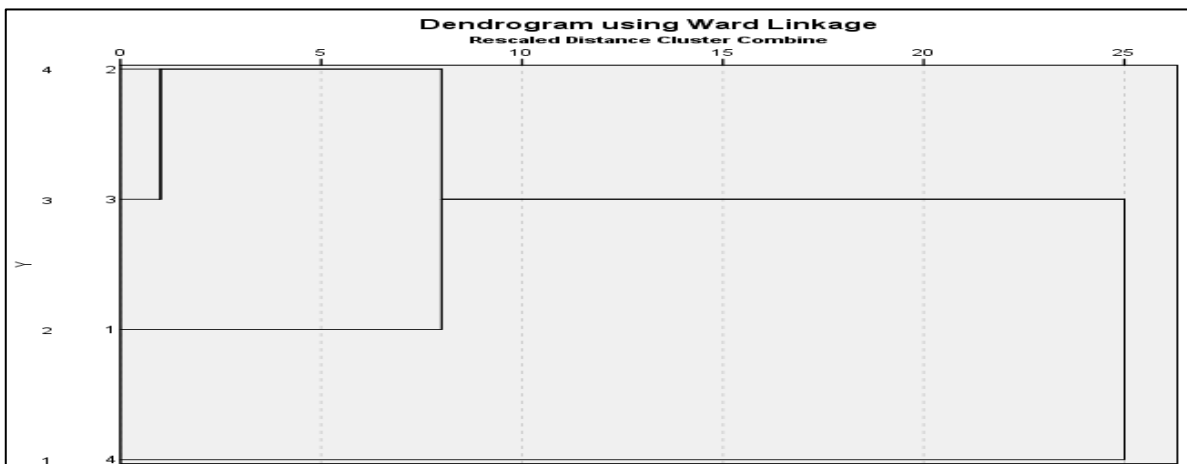 Dendrogram using Ward Linkage
Rescaled Distance Cluster Combine
0 5 10 15 20 25
4 2
3 3
Y
2 1
1 4